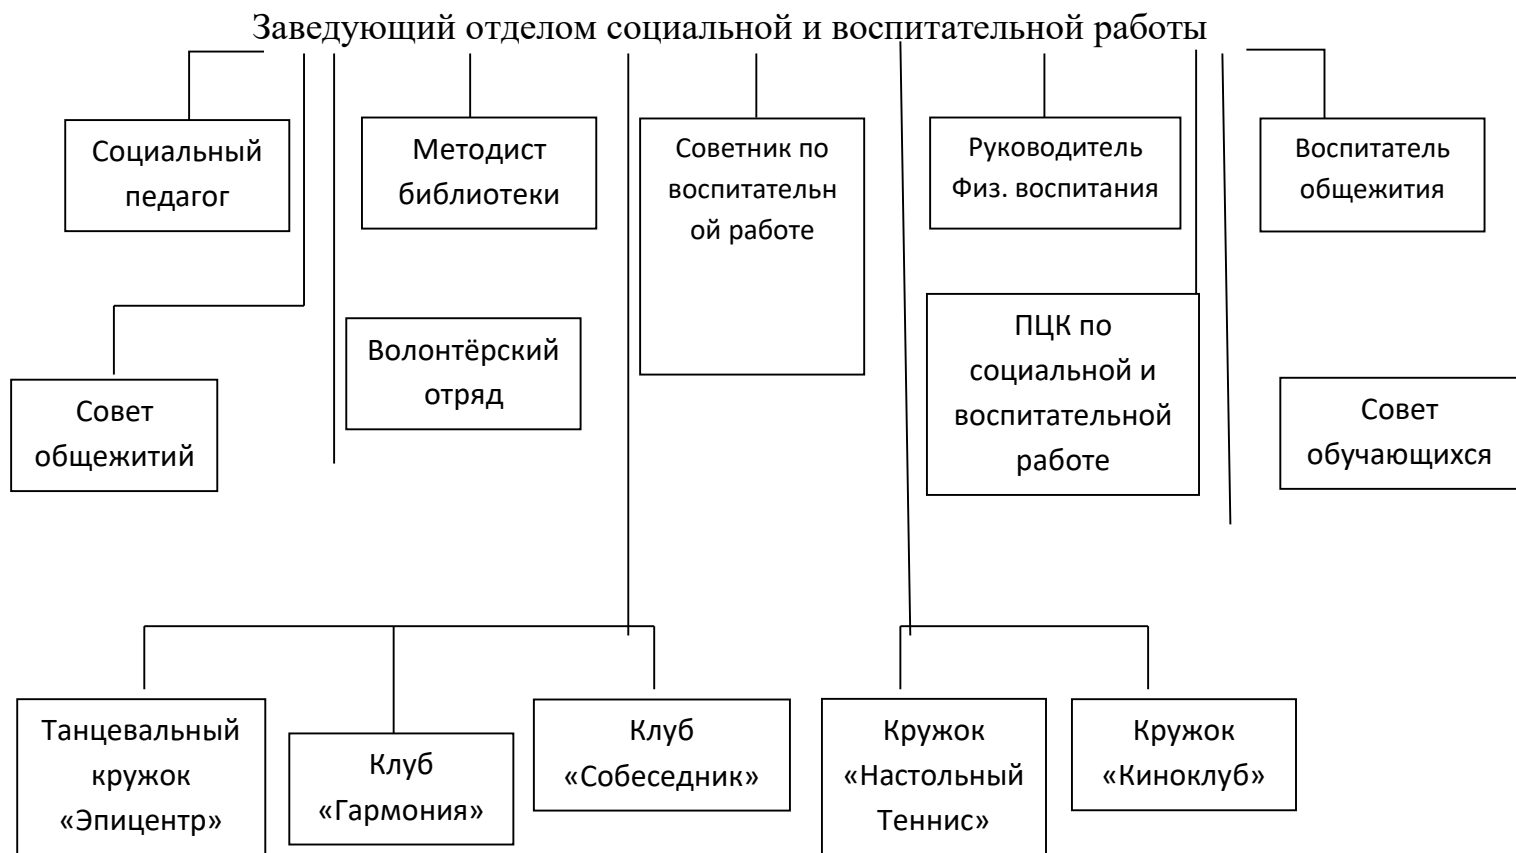 Заведующий отделом социальной и воспитательной работы
Социальный
педагог
Методист
библиотеки
Советник по
воспитательн
ой работе
Руководитель
Физ. воспитания
Воспитатель
общежития
Совет
общежитий
Волонтёрский
отряд
ПЦК по
социальной и
воспитательной
работе
Совет
обучающихся
Танцевальный
кружок
«Эпицентр»
Клуб
«Гармония»
Клуб
«Собеседник»
Кружок
«Настольный
Теннис»
Кружок
«Киноклуб»